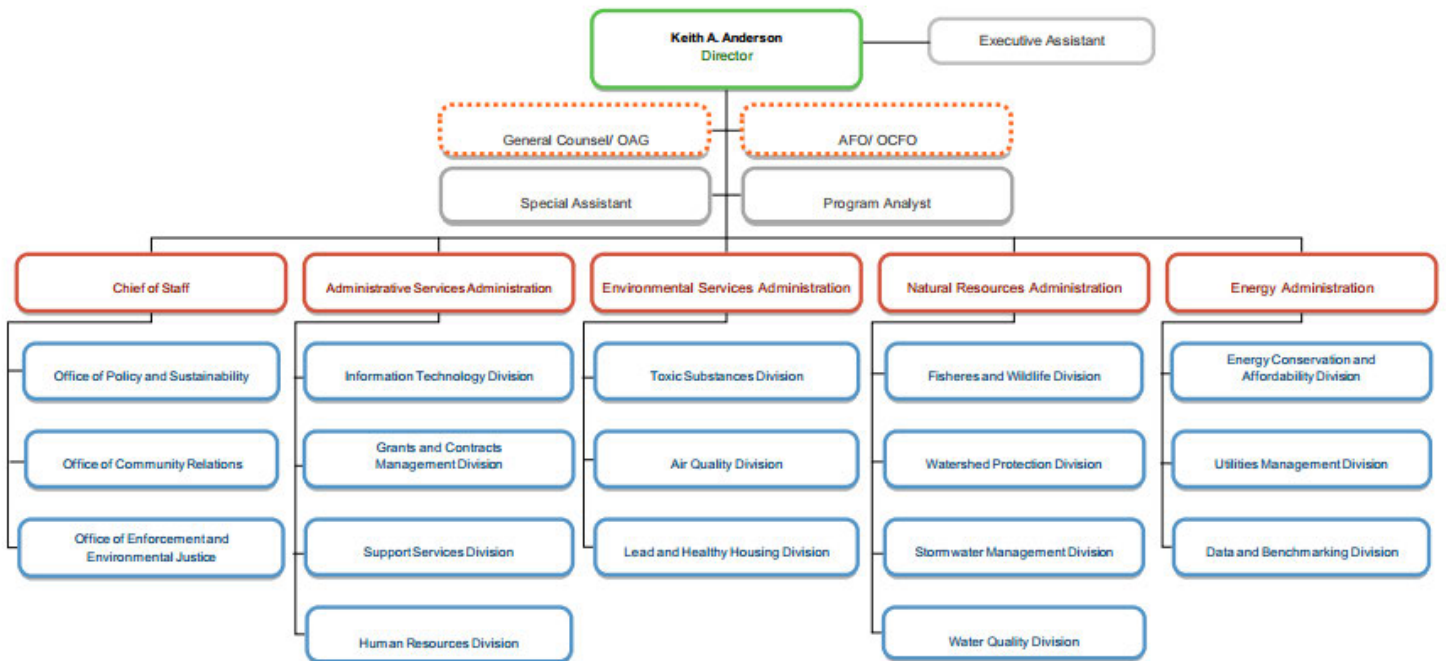 Keith A. Anderson
Director
Executive Assistant
General Counsel/ OAG
AFO/ OCFO
Special Assistant
Program Analyst
Chief of Staff
Administrative Services Administration
Environmental Services Administration
Natural Resources Administration
Energy Administration
Office of Policy and Sustainability
Information Technology Division
Toxic Substances Division
Fisheres and Wildlife Division
Energy Conservation and
Affordability Division
Office of Community Relations
Grants and Contracts
Management Division
Air Quality Division
Watershed Protection Division
Utilities Management Division
Office of Enforcement and
Environmental Justice
Support Services Division
Lead and Healthy Housing Division
Stormwater Management Division
Data and Benchmarking Division
Human Resources Division
Water Quality Division